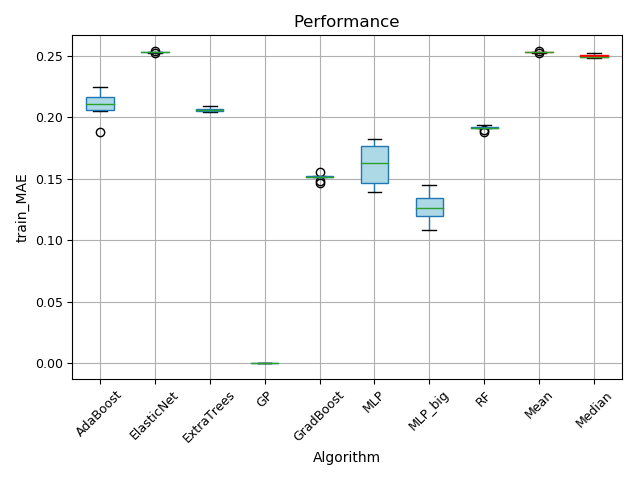 Performance
train_MAE
0.25
0.20
0.15
0.10
0.05
0.00
AdaBoost
ElasticNet
ExtraTrees
GP
GradBoost
MLP
MLP_big
RF
Mean
Median
Algorithm